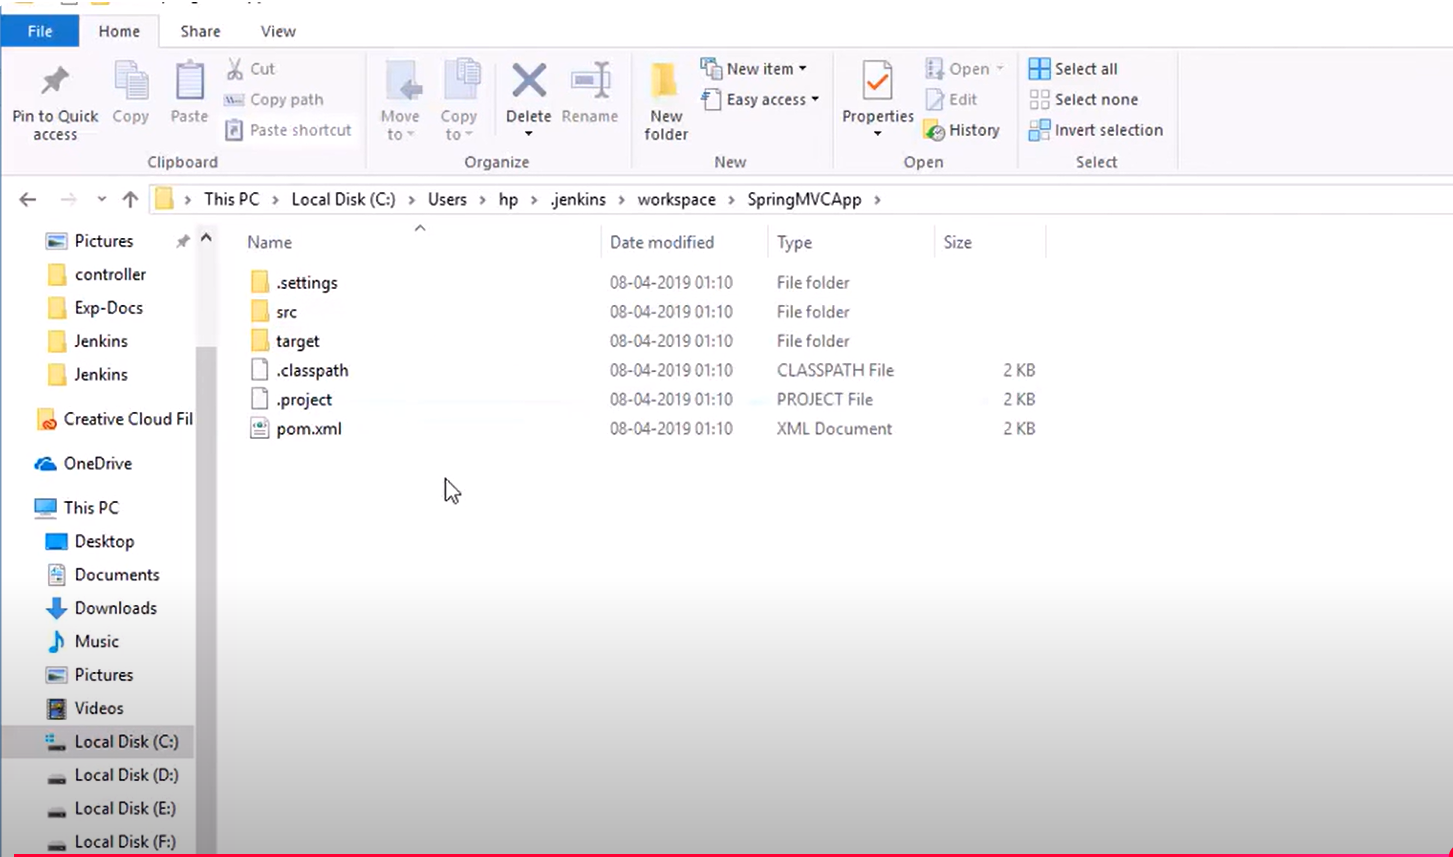 File Home Share View
Pin to Quick access
Copy
Paste
Cut
Copy path
Paste shortcut
Clipboard
Move to
Copy to
Delete
Rename
Organize
New folder
New item
Easy access
New
Properties
Open
Edit
History
Open
Select all
Select none
Invert selection
Select
This PC > Local Disk (C:) > Users > hp > .jenkins > workspace > SpringMVCApp >
Pictures
controller
Exp-Docs
Jenkins
Jenkins
Creative Cloud Fil
OneDrive
This PC
Desktop
Documents
Downloads
Music
Pictures
Videos
Local Disk (C:)
Local Disk (D:)
Local Disk (E:)
Local Disk (F:)
Name Date modified Type Size
.settings 08-04-2019 01:10 File folder
src 08-04-2019 01:10 File folder
target 08-04-2019 01:10 File folder
.classpath 08-04-2019 01:10 CLASSPATH File 2 KB
.project 08-04-2019 01:10 PROJECT File 2 KB
pom.xml 08-04-2019 01:10 XML Document 2 KB